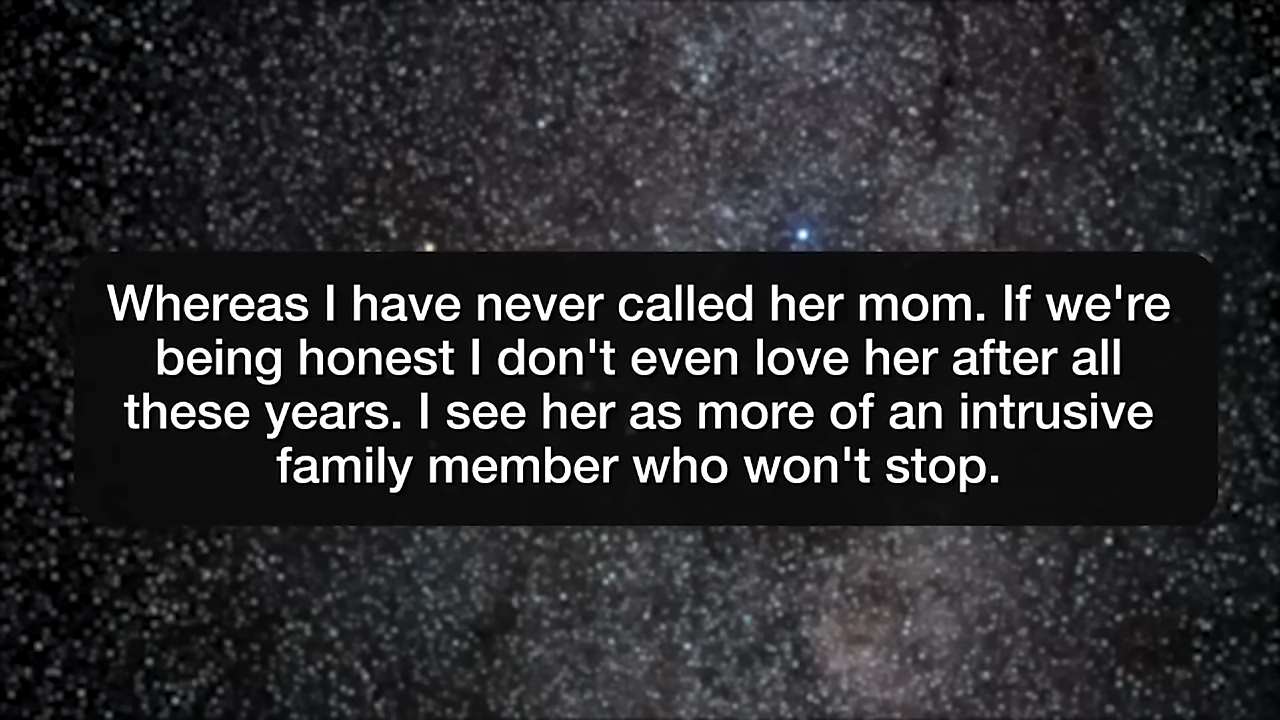 Whereas I have never called her mom. If we're
being honest I don't even love her after all
these years. I see her as more of an intrusive
family member who won't stop.